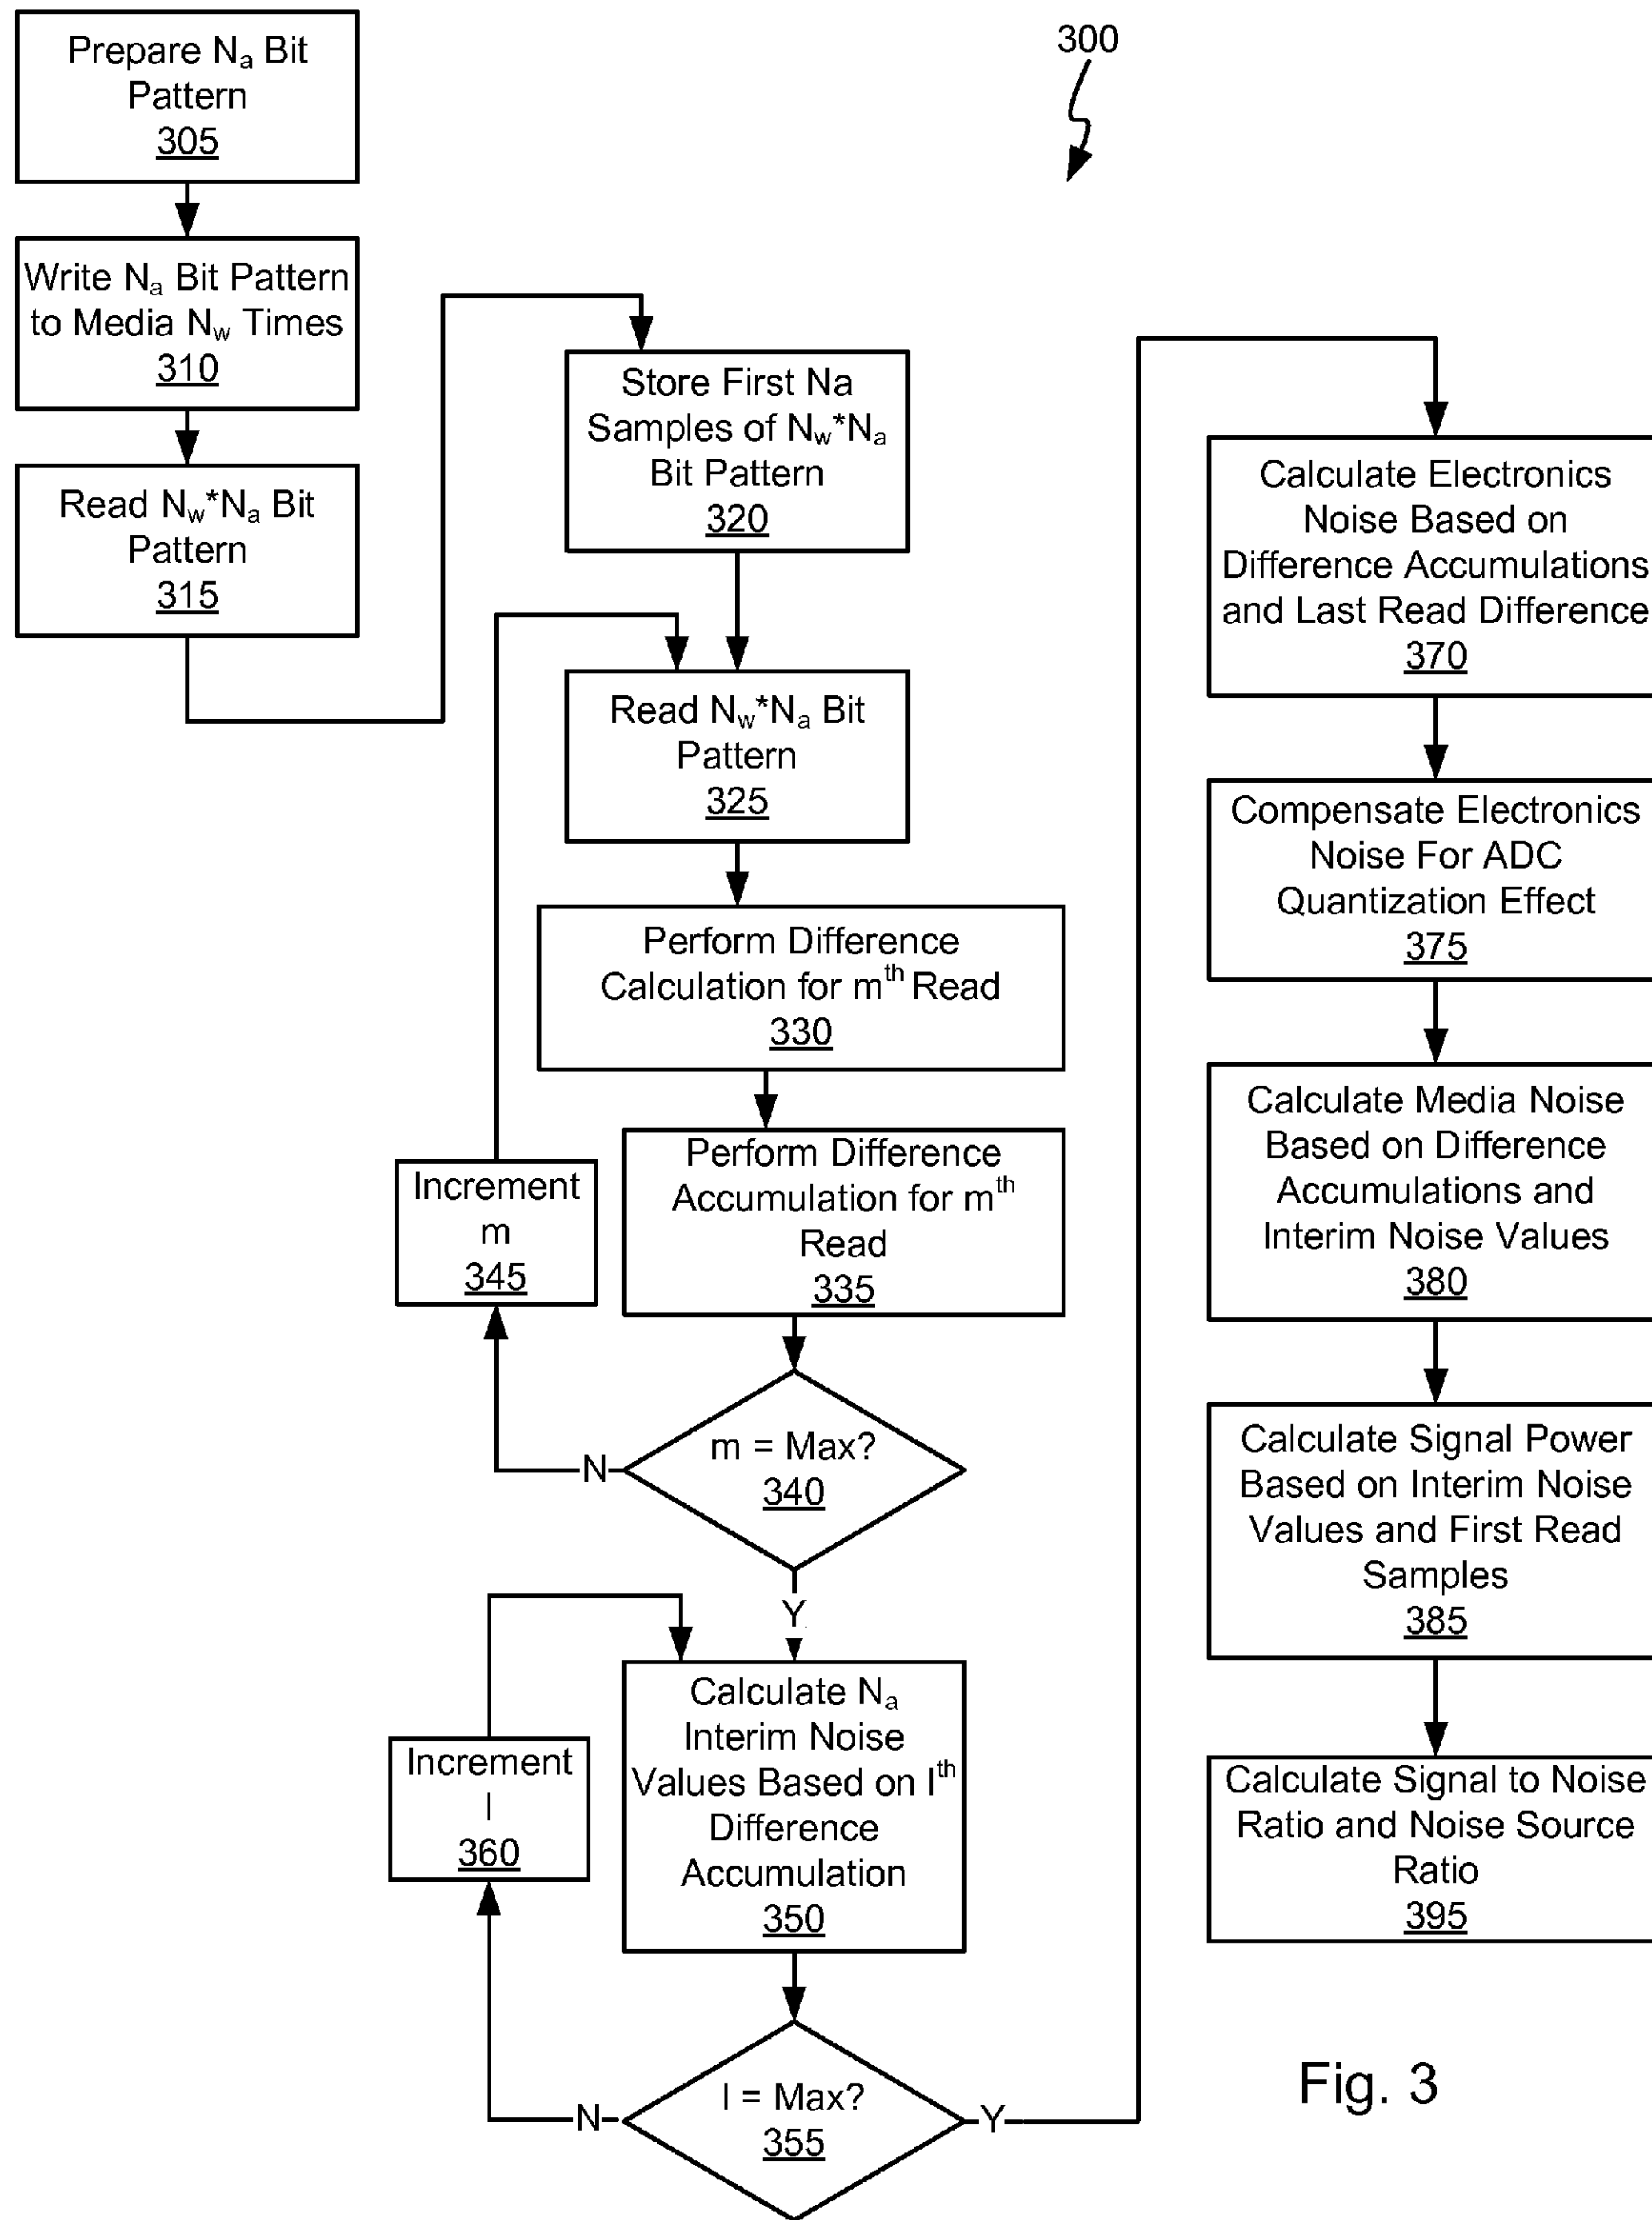 Prepare Nₐ Bit
Pattern
305
Write Nₐ Bit Pattern
to Media N_w Times
310
Read N_w*Nₐ Bit
Pattern
315
300
Store First Na
Samples of N_w*Nₐ
Bit Pattern
320
Read N_w*Nₐ Bit
Pattern
325
Perform Difference
Calculation for mᵗʰ Read
330
Perform Difference
Accumulation for mᵗʰ
Read
335
Increment
m
345
m = Max?
340
N
Y
Calculate Nₐ
Interim Noise
Values Based on lᵗʰ
Difference
Accumulation
350
Increment
l
360
l = Max?
355
N
Y
Calculate Electronics
Noise Based on
Difference Accumulations
and Last Read Difference
370
Compensate Electronics
Noise For ADC
Quantization Effect
375
Calculate Media Noise
Based on Difference
Accumulations and
Interim Noise Values
380
Calculate Signal Power
Based on Interim Noise
Values and First Read
Samples
385
Calculate Signal to Noise
Ratio and Noise Source
Ratio
395
Fig. 3